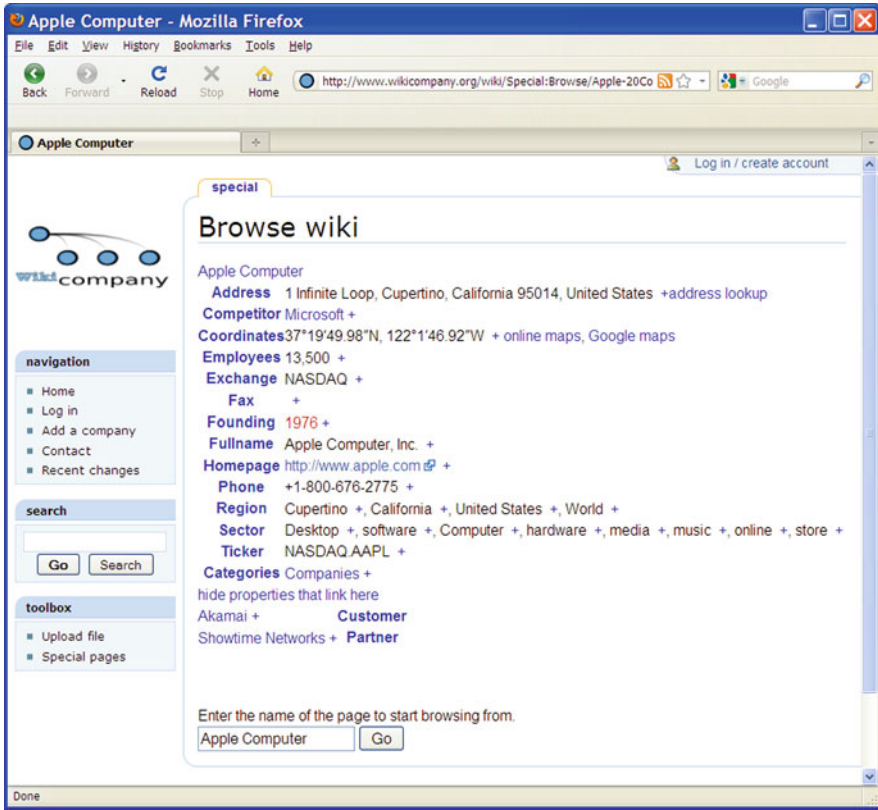 Apple Computer - Mozilla Firefox
File Edit View History Bookmarks Tools Help
Back Forward Reload Stop Home http://www.wikicompany.org/wiki/Special:Browse/Apple-20Co Google
Apple Computer
Log in / create account
special
wikicompany
Browse wiki
Apple Computer
Address 1 Infinite Loop, Cupertino, California 95014, United States +address lookup
Competitor Microsoft +
Coordinates 37°19'49.98"N, 122°1'46.92"W + online maps, Google maps
Employees 13,500 +
Exchange NASDAQ +
Fax +
Founding 1976 +
Fullname Apple Computer, Inc. +
Homepage http://www.apple.com +
Phone +1-800-676-2775 +
Region Cupertino +, California +, United States +, World +
Sector Desktop +, software +, Computer +, hardware +, media +, music +, online +, store +
Ticker NASDAQ.AAPL +
Categories Companies +
hide properties that link here
Akamai + Customer
Showtime Networks + Partner
Enter the name of the page to start browsing from.
Apple Computer Go
navigation
Home
Log in
Add a company
Contact
Recent changes
search
Go Search
toolbox
Upload file
Special pages
Done